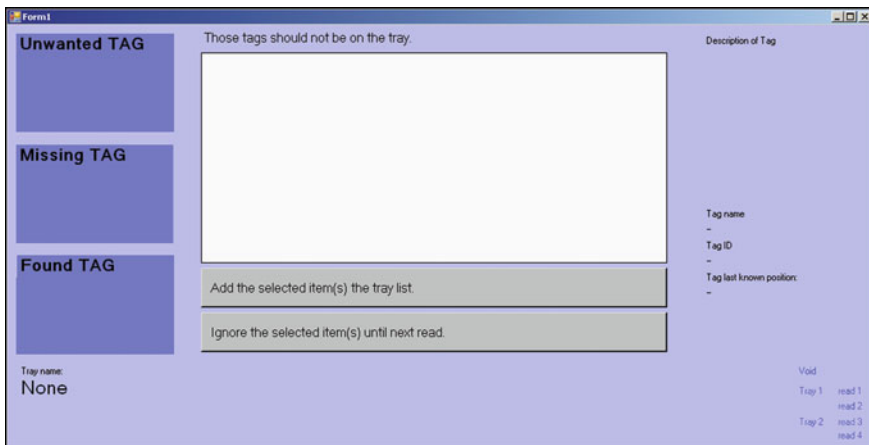 Form1
Unwanted TAG
Missing TAG
Found TAG
Tray name:
None
Those tags should not be on the tray.
Add the selected item(s) the tray list.
Ignore the selected item(s) until next read.
Description of Tag
Tag name
-
Tag ID
-
Tag last known position:
-
Void
Tray 1 read 1
read 2
Tray 2 read 3
read 4